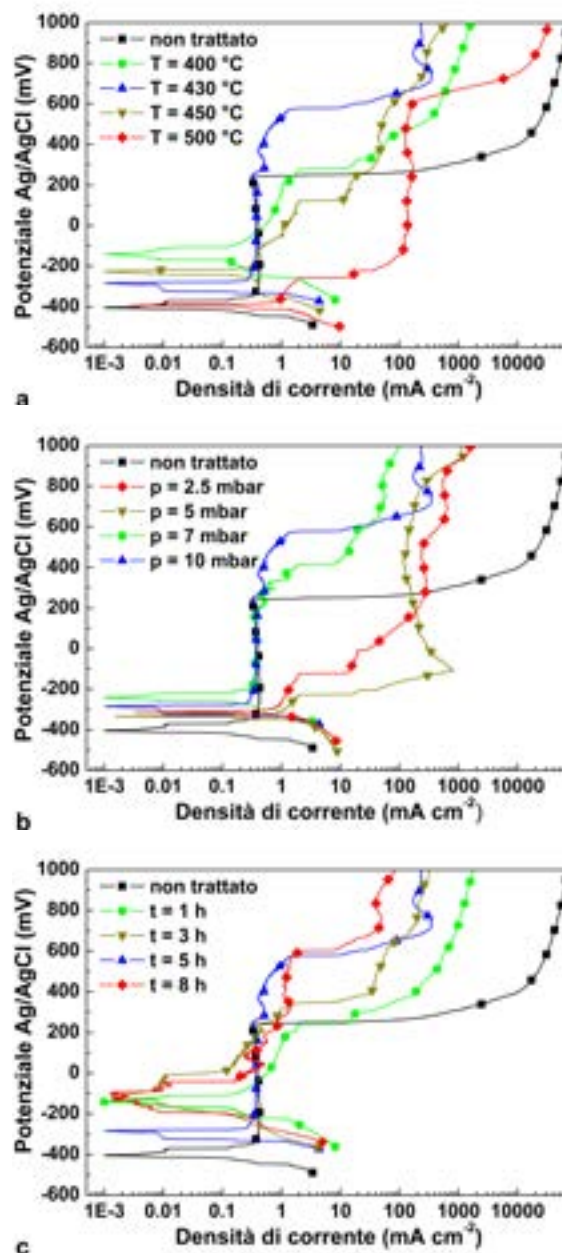 1000
800
600
400
200
0
-200
-400
-600
Potenziale Ag/AgCl (mV)
non trattato
T = 400 °C
T = 430 °C
T = 450 °C
T = 500 °C
1E-3 0.01 0.1 1 10 100 1000 10000
Densità di corrente (mA cm-2)
a
1000
800
600
400
200
0
-200
-400
-600
Potenziale Ag/AgCl (mV)
non trattato
p = 2.5 mbar
p = 5 mbar
p = 7 mbar
p = 10 mbar
1E-3 0.01 0.1 1 10 100 1000 10000
Densità di corrente (mA cm-2)
b
1000
800
600
400
200
0
-200
-400
-600
Potenziale Ag/AgCl (mV)
non trattato
t = 1 h
t = 3 h
t = 5 h
t = 8 h
1E-3 0.01 0.1 1 10 100 1000 10000
Densità di corrente (mA cm-2)
c